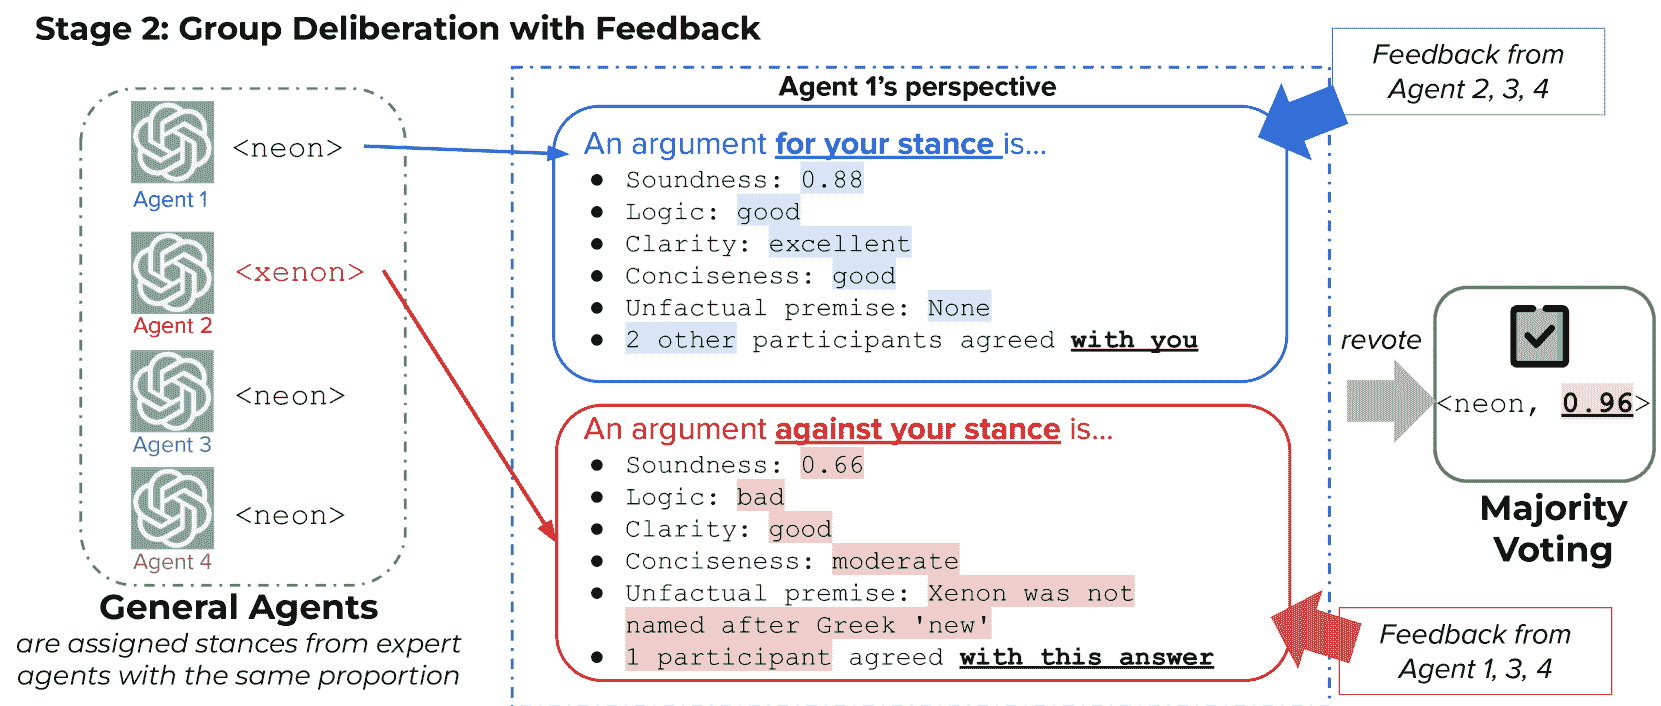 Stage 2: Group Deliberation with Feedback
<neon>
Agent 1
<xenon>
Agent 2
<neon>
Agent 3
<neon>
Agent 4
General Agents
are assigned stances from expert
agents with the same proportion
Agent 1's perspective
An argument for your stance is...
● Soundness: 0.88
● Logic: good
● Clarity: excellent
● Conciseness: good
● Unfactual premise: None
● 2 other participants agreed with you
Feedback from
Agent 2, 3, 4
An argument against your stance is...
● Soundness: 0.66
● Logic: bad
● Clarity: good
● Conciseness: moderate
● Unfactual premise: Xenon was not
named after Greek 'new'
● 1 participant agreed with this answer
Feedback from
Agent 1, 3, 4
revote
<neon, 0.96>
Majority
Voting